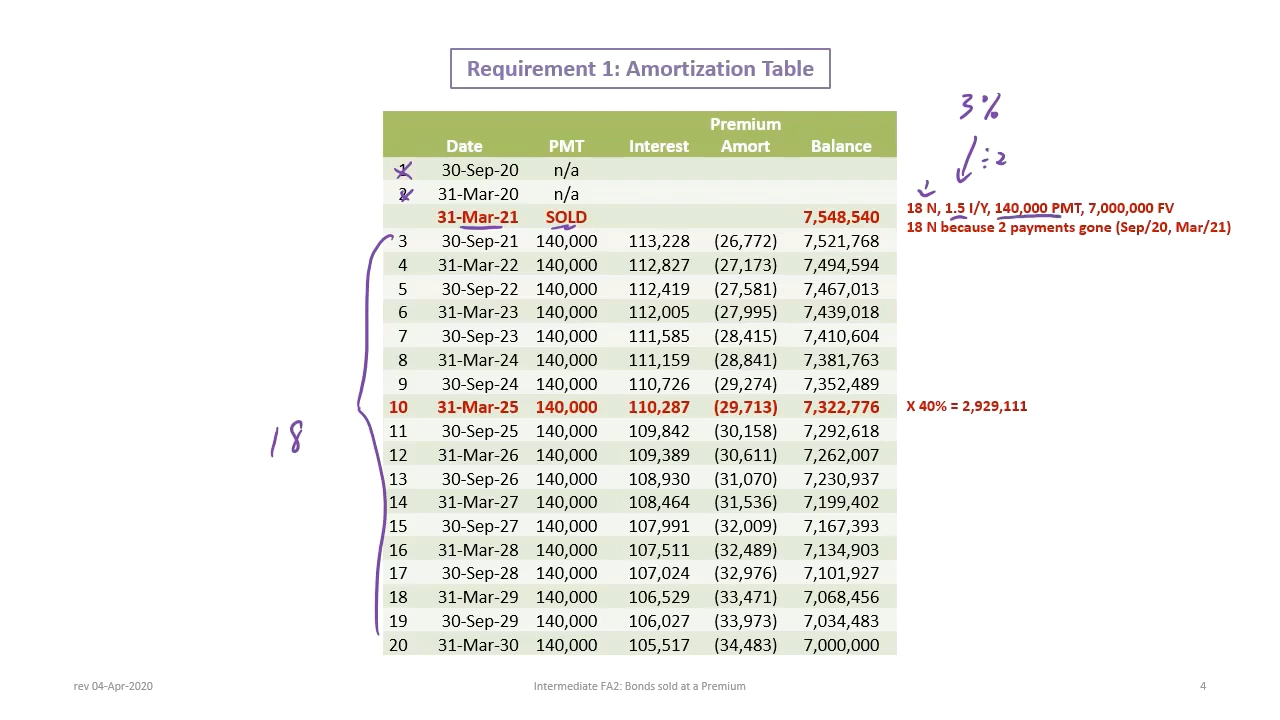 Requirement 1: Amortization Table
3%
÷2
Premium
Date PMT Interest Amort Balance
1 30-Sep-20 n/a
2 31-Mar-20 n/a
31-Mar-21 SOLD 7,548,540 18 N, 1.5 I/Y, 140,000 PMT, 7,000,000 FV
18 N because 2 payments gone (Sep/20, Mar/21)
3 30-Sep-21 140,000 113,228 (26,772) 7,521,768
4 31-Mar-22 140,000 112,827 (27,173) 7,494,594
5 30-Sep-22 140,000 112,419 (27,581) 7,467,013
6 31-Mar-23 140,000 112,005 (27,995) 7,439,018
7 30-Sep-23 140,000 111,585 (28,415) 7,410,604
8 31-Mar-24 140,000 111,159 (28,841) 7,381,763
9 30-Sep-24 140,000 110,726 (29,274) 7,352,489
10 31-Mar-25 140,000 110,287 (29,713) 7,322,776 X 40% = 2,929,111
11 30-Sep-25 140,000 109,842 (30,158) 7,292,618
18
12 31-Mar-26 140,000 109,389 (30,611) 7,262,007
13 30-Sep-26 140,000 108,930 (31,070) 7,230,937
14 31-Mar-27 140,000 108,464 (31,536) 7,199,402
15 30-Sep-27 140,000 107,991 (32,009) 7,167,393
16 31-Mar-28 140,000 107,511 (32,489) 7,134,903
17 30-Sep-28 140,000 107,024 (32,976) 7,101,927
18 31-Mar-29 140,000 106,529 (33,471) 7,068,456
19 30-Sep-29 140,000 106,027 (33,973) 7,034,483
20 31-Mar-30 140,000 105,517 (34,483) 7,000,000
rev 04-Apr-2020 Intermediate FA2: Bonds sold at a Premium 4